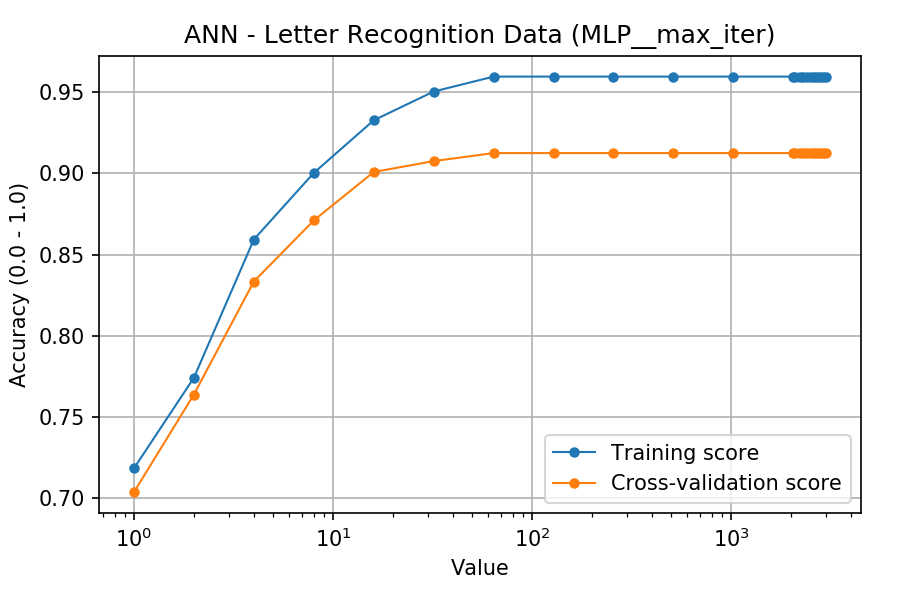 ANN - Letter Recognition Data (MLP__max_iter)
Accuracy (0.0 - 1.0)
0.95
0.90
0.85
0.80
0.75
0.70
Training score
Cross-validation score
10⁰ 10¹ 10² 10³
Value